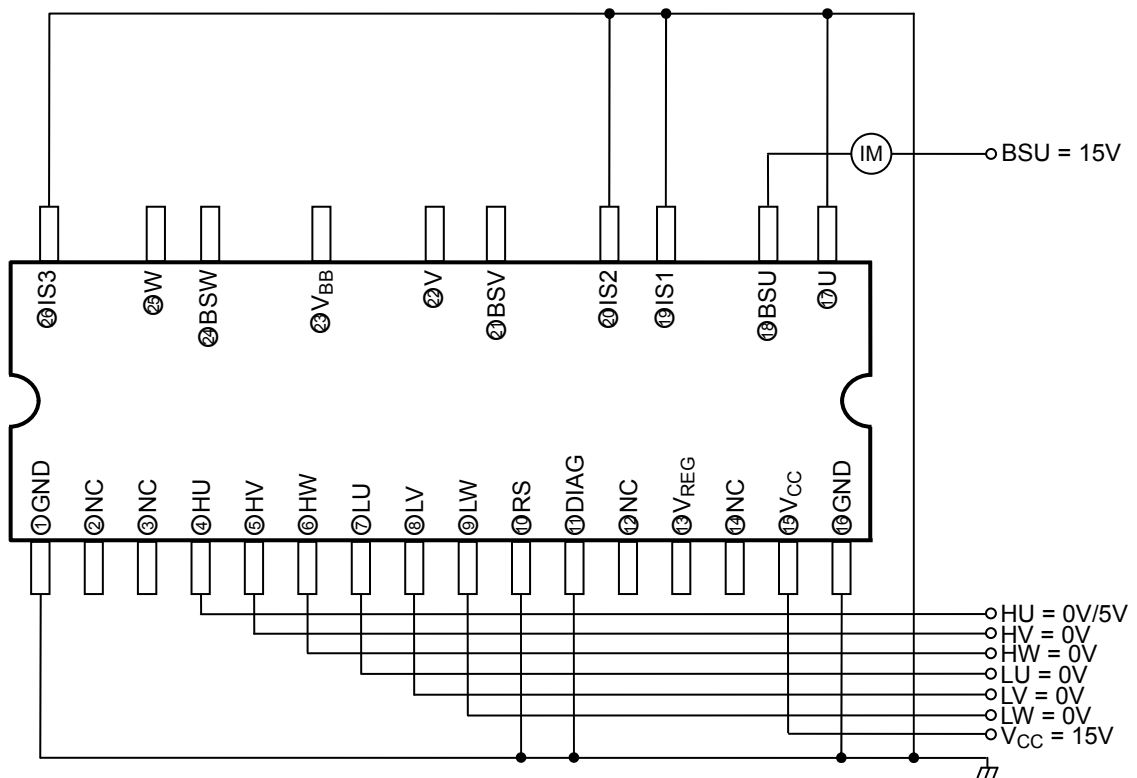 IM
BSU = 15V
㉖IS3
㉕W
㉔BSW
㉓VBB
㉒V
㉑BSV
⑳IS2
⑲IS1
⑱BSU
⑰U
①GND
②NC
③NC
④HU
⑤HV
⑥HW
⑦LU
⑧LV
⑨LW
⑩RS
⑪DIAG
⑫NC
⑬VREG
⑭NC
⑮VCC
⑯GND
HU = 0V/5V
HV = 0V
HW = 0V
LU = 0V
LV = 0V
LW = 0V
VCC = 15V